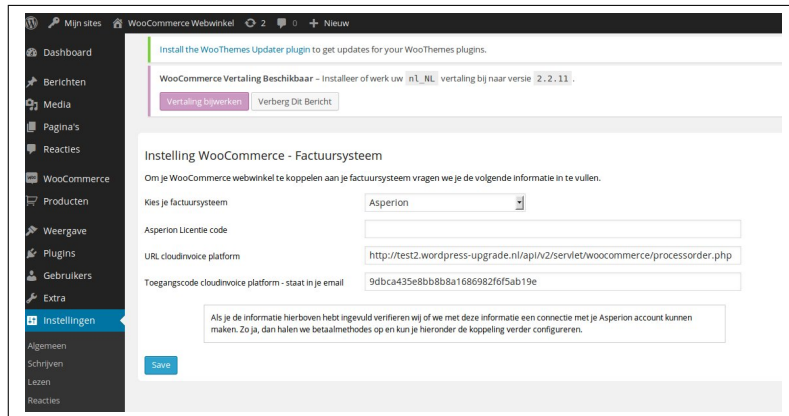 Mijn sites WooCommerce Webwinkel 2 0 + Nieuw
Dashboard
Berichten
Media
Pagina's
Reacties
WooCommerce
Producten
Weergave
Plugins
Gebruikers
Extra
Instellingen
Algemeen
Schrijven
Lezen
Reacties
Install the WooThemes Updater plugin to get updates for your WooThemes plugins.
WooCommerce Vertaling Beschikbaar – Installeer of werk uw nl_NL vertaling bij naar versie 2.2.11 .
Vertaling bijwerken Verberg Dit Bericht
Instelling WooCommerce - Factuursysteem
Om je WooCommerce webwinkel te koppelen aan je factuursysteem vragen we je de volgende informatie in te vullen.
Kies je factuursysteem Asperion
Asperion Licentie code
URL cloudinvoice platform http://test2.wordpress-upgrade.nl/api/v2/servlet/woocommerce/processorder.php
Toegangscode cloudinvoice platform - staat in je email 9dbca435e8bb8b8a1686982f6f5ab19e
Als je de informatie hierboven hebt ingevuld verifieren wij of we met deze informatie een connectie met je Asperion account kunnen
maken. Zo ja, dan halen we betaalmethodes op en kun je hieronder de koppeling verder configureren.
Save